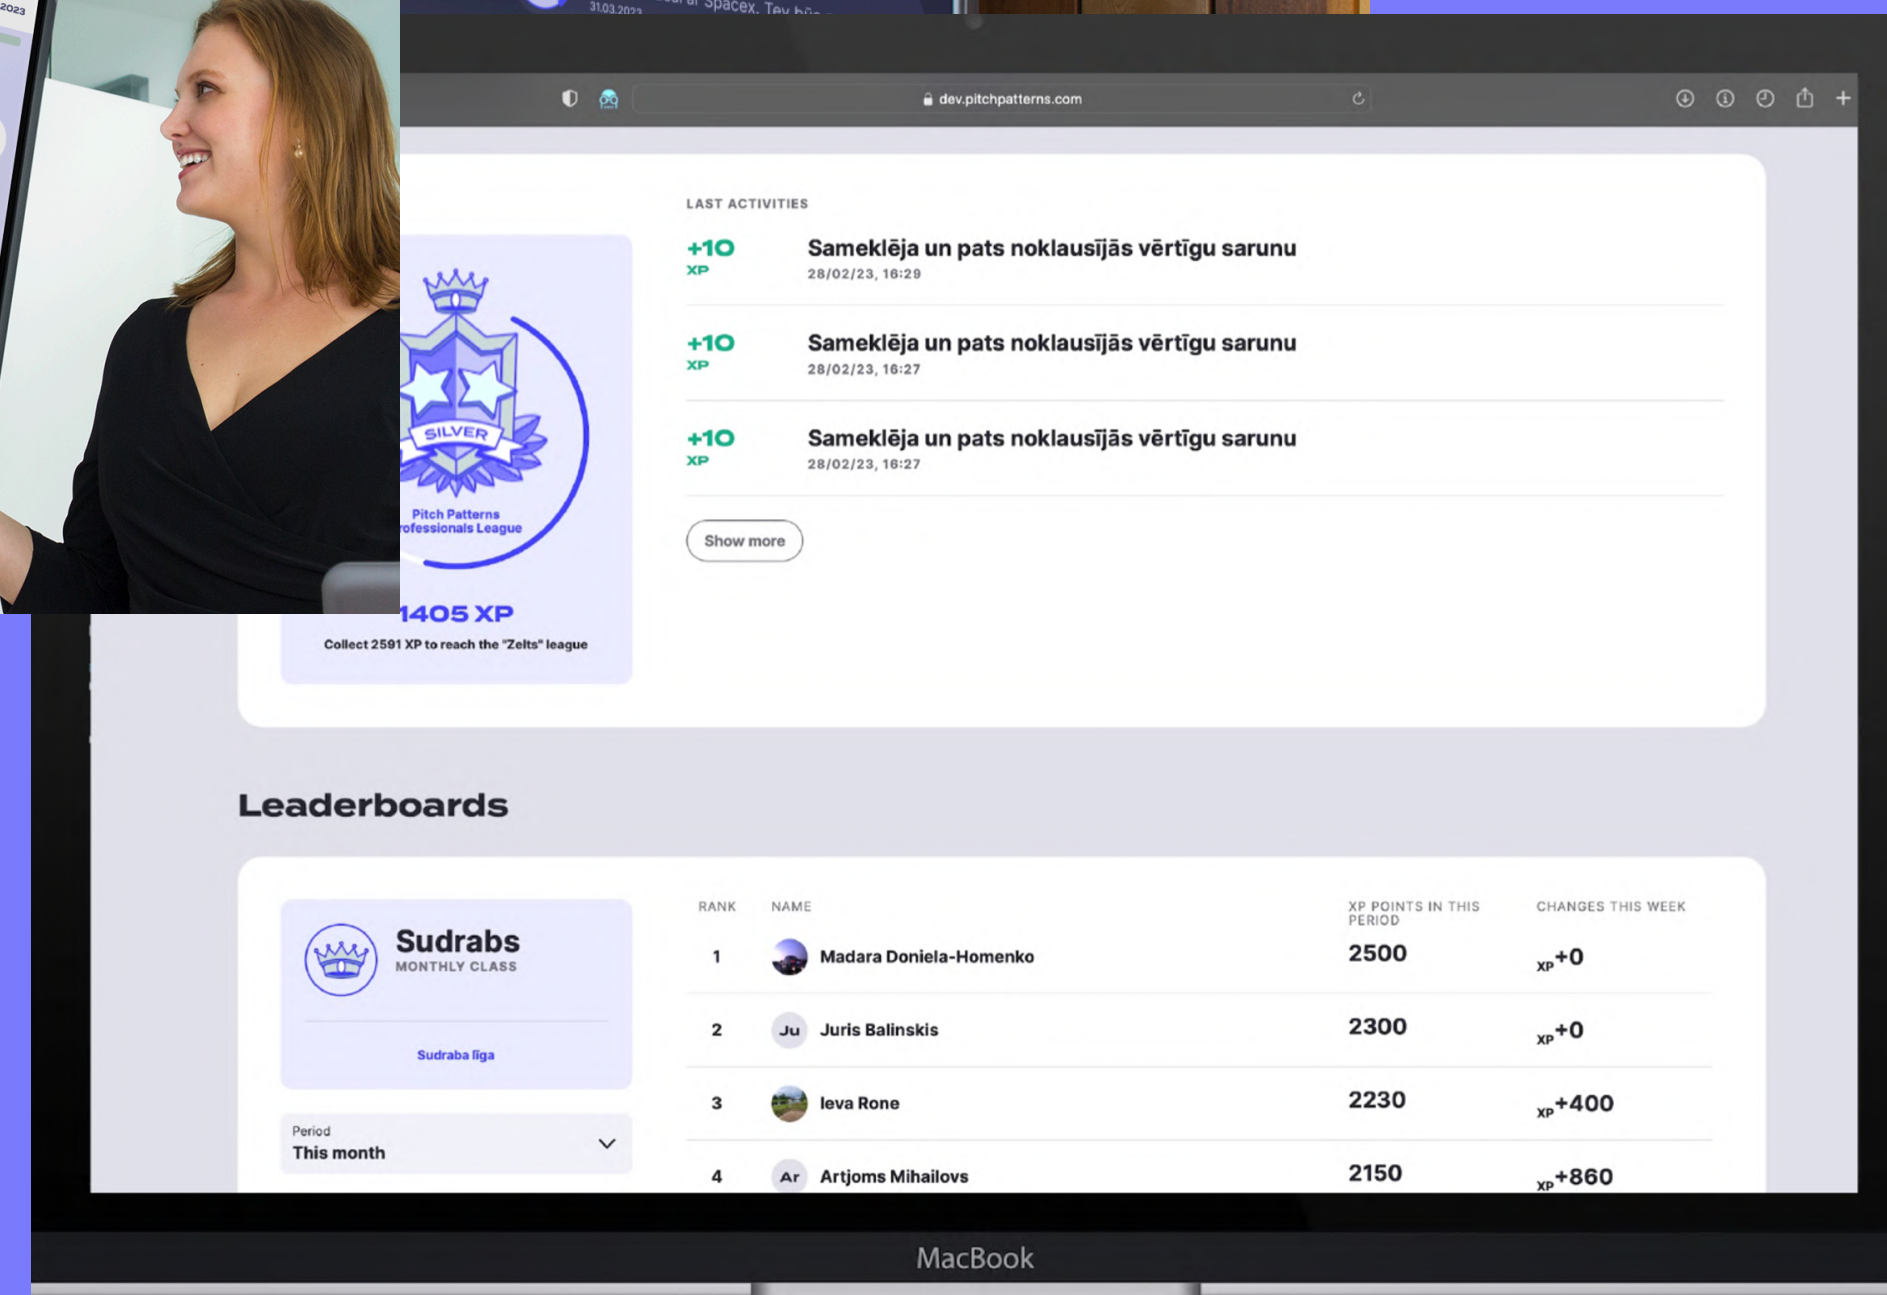 2023
31.03.2023
Spacex. Tev
dev.pitchpatterns.com
LAST ACTIVITIES
+10
XP
Sameklēja un pats noklausījās vērtīgu sarunu
28/02/23, 16:29
+10
XP
Sameklēja un pats noklausījās vērtīgu sarunu
28/02/23, 16:27
+10
XP
Sameklēja un pats noklausījās vērtīgu sarunu
28/02/23, 16:27
Show more
SILVER
Pitch Patterns
ofessionals League
1405 XP
Collect 2591 XP to reach the "Zelts" league
Leaderboards
Sudrabs
MONTHLY CLASS
Sudraba līga
Period
This month
RANK NAME XP POINTS IN THIS PERIOD CHANGES THIS WEEK
1 Madara Doniela-Homenko 2500 XP+0
2 Ju Juris Balinskis 2300 XP+0
3 Ieva Rone 2230 XP+400
4 Ar Artjoms Mihailovs 2150 XP+860
MacBook